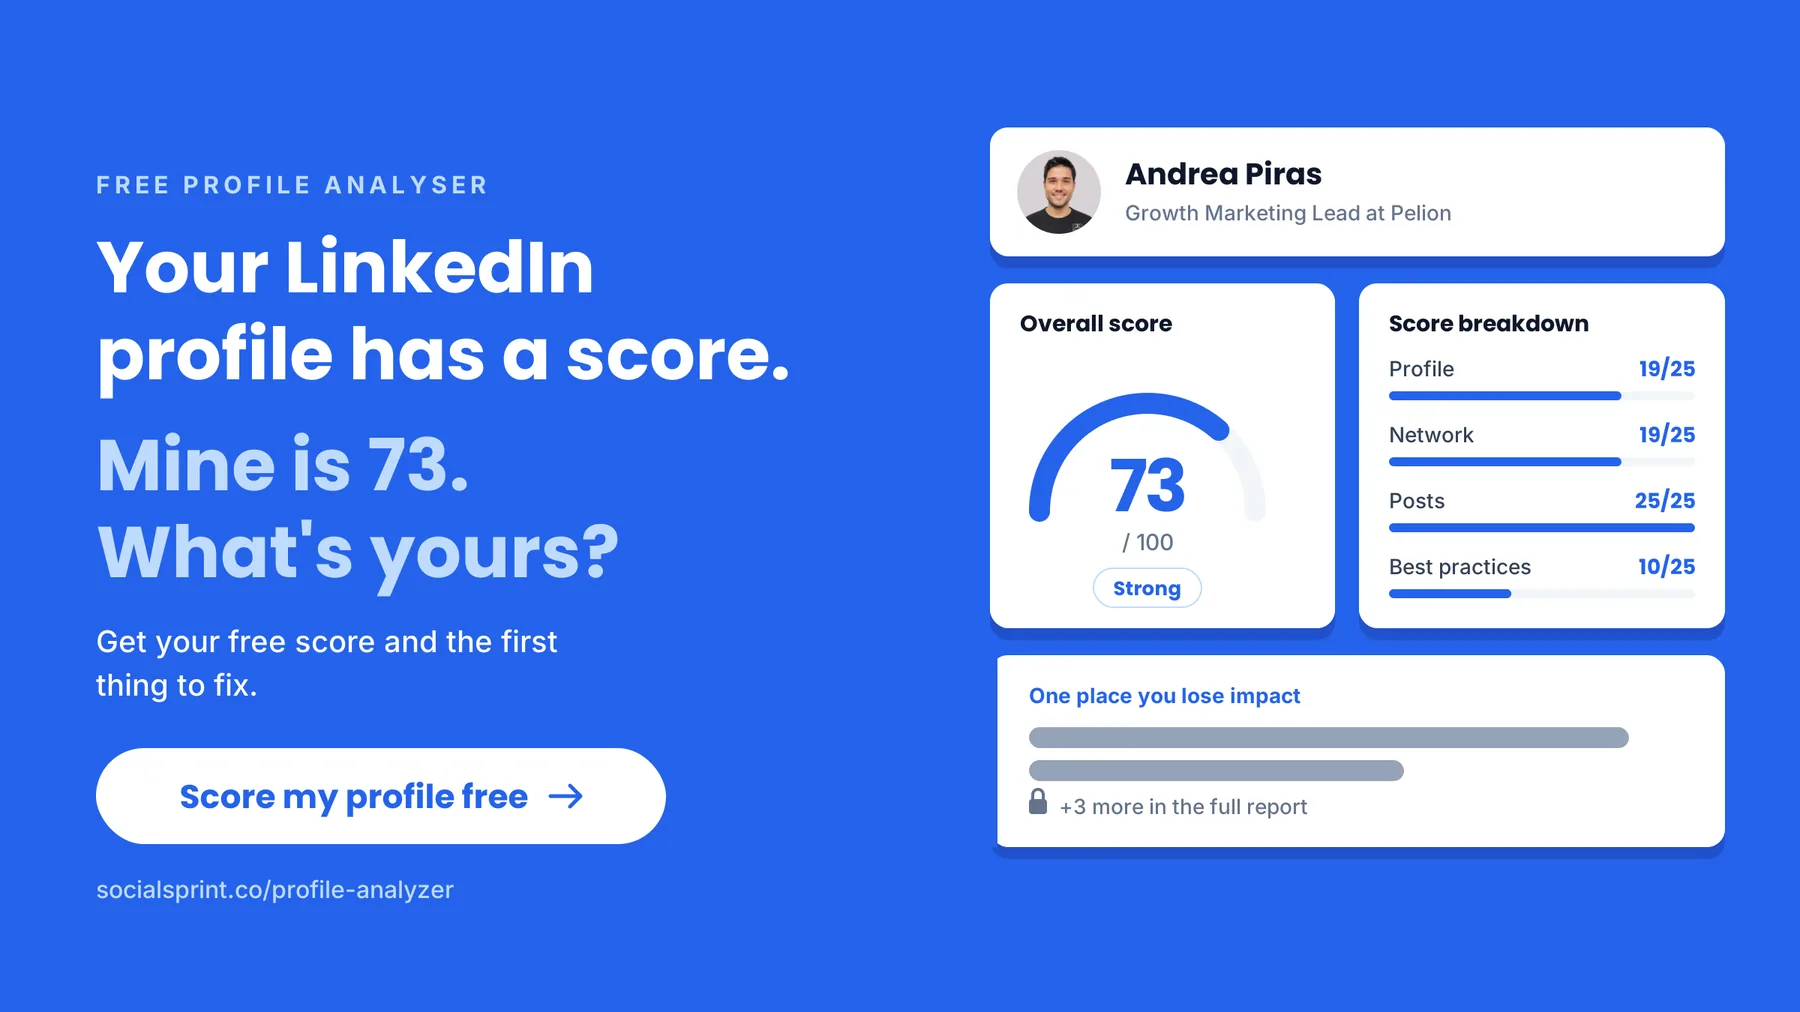 FREE PROFILE ANALYSER
Your LinkedIn
profile has a score.
Mine is 73.
What's yours?
Get your free score and the first
thing to fix.
Score my profile free →
socialsprint.co/profile-analyzer
Andrea Piras
Growth Marketing Lead at Pelion
Overall score
73
/ 100
Strong
Score breakdown
Profile 19/25
Network 19/25
Posts 25/25
Best practices 10/25
One place you lose impact
+3 more in the full report